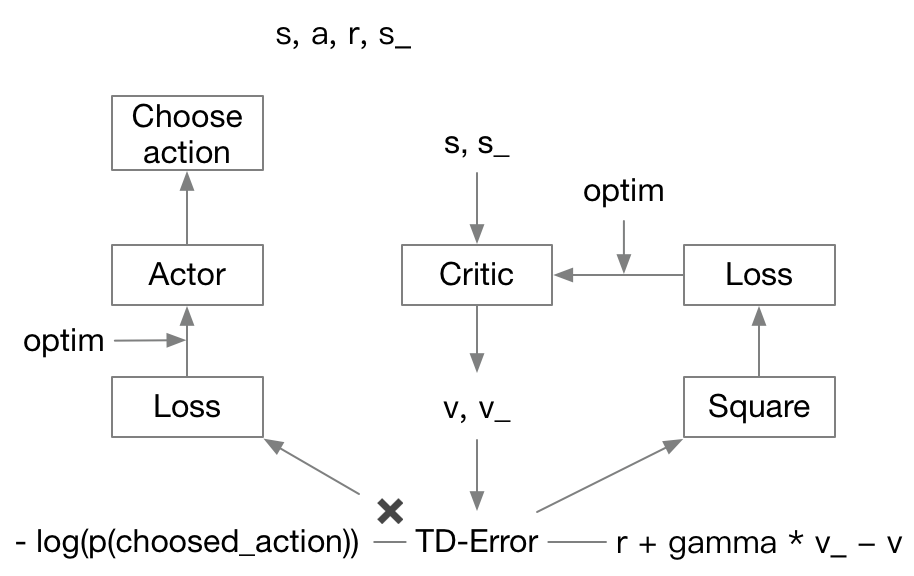 s, a, r, s_
Choose
action
s, s_
optim
Actor
Critic
Loss
optim
Loss
v, v_
Square
- log(p(choosed_action))
TD-Error
r + gamma * v_ – v